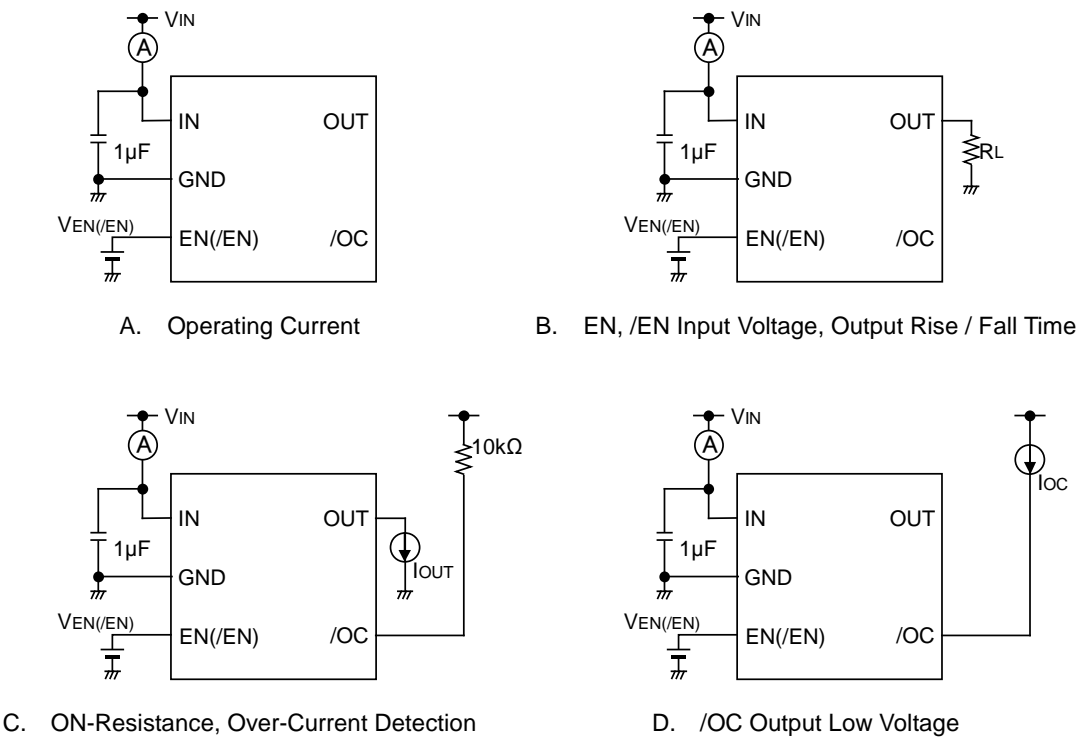 VIN
A
IN OUT
1µF
GND
VEN(/EN)
EN(/EN) /OC
A. Operating Current
VIN
A
IN OUT
1µF
RL
GND
VEN(/EN)
EN(/EN) /OC
B. EN, /EN Input Voltage, Output Rise / Fall Time
VIN
A
10kΩ
IN OUT
1µF
IOUT
GND
VEN(/EN)
EN(/EN) /OC
C. ON-Resistance, Over-Current Detection
VIN
A
IOC
IN OUT
1µF
GND
VEN(/EN)
EN(/EN) /OC
D. /OC Output Low Voltage